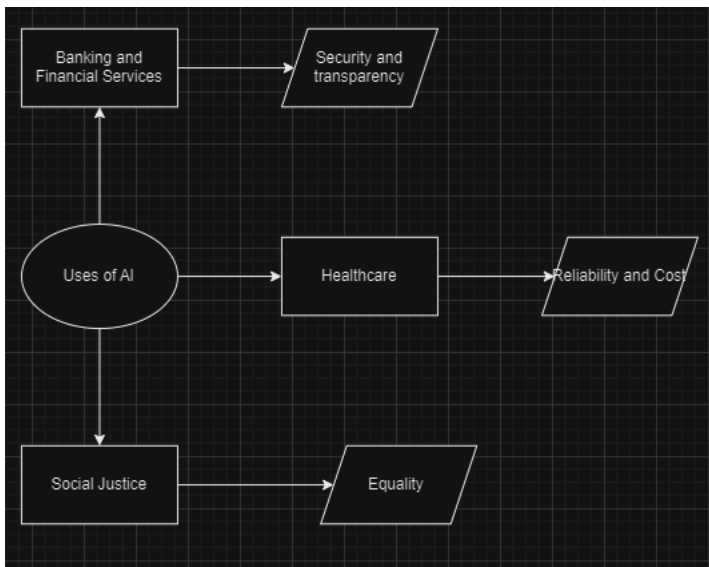 Banking and
Financial Services
Security and
transparency
Uses of AI
Healthcare
Reliability and Cost
Social Justice
Equality